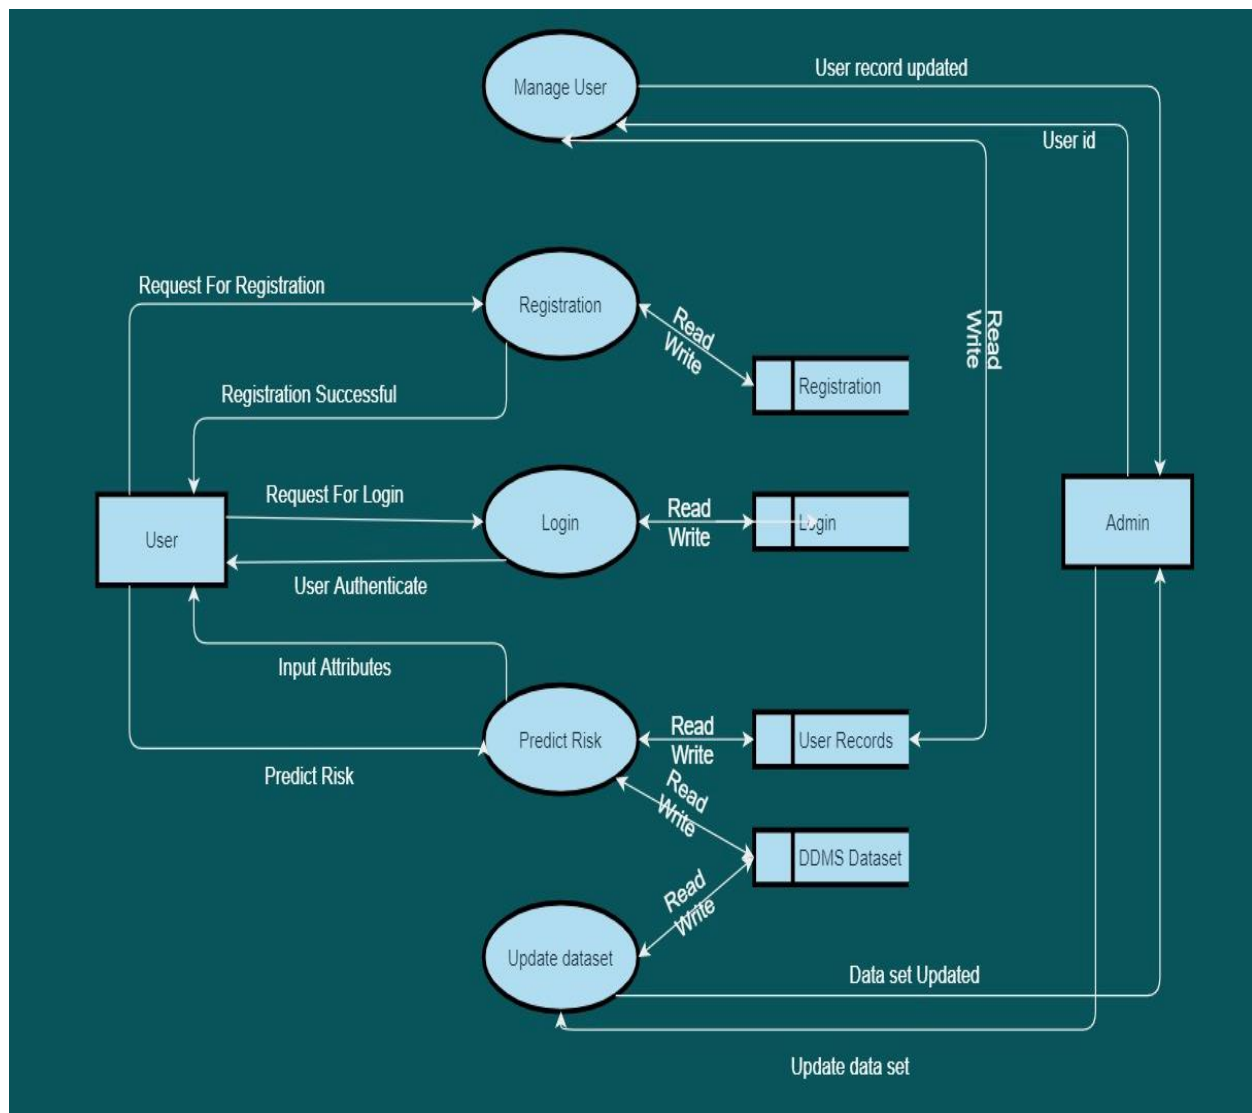 User record updated
Manage User
User id
Request For Registration
Registration
Read
Write
Read
Write
Registration
Registration Successful
Request For Login
Login
Read
Write
Login
User
Admin
User Authenticate
Input Attributes
Predict Risk
Read
Write
User Records
Predict Risk
Read
Write
DDMS Dataset
Read
Write
Update dataset
Data set Updated
Update data set